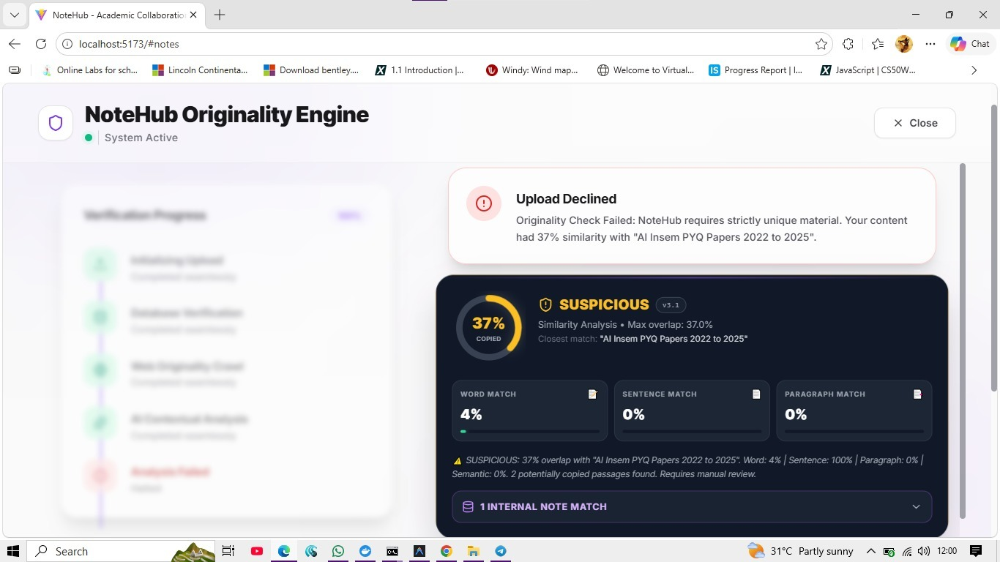 NoteHub - Academic Collaboratio
localhost:5173/#notes
Chat
Online Labs for sch...
Lincoln Continenta...
Download bentley....
1.1 Introduction |...
Windy: Wind map...
Welcome to Virtual...
Progress Report | I...
JavaScript | CS50W...
NoteHub Originality Engine
System Active
Close
Verification Progress
100%
Initializing Upload
Completed seamlessly
Database Verification
Completed seamlessly
Web Originality Crawl
Completed seamlessly
AI Contextual Analysis
Completed seamlessly
Analysis Failed
Halted
Upload Declined
Originality Check Failed: NoteHub requires strictly unique material. Your content
had 37% similarity with "AI Insem PYQ Papers 2022 to 2025".
37%
COPIED
SUSPICIOUS
v3.1
Similarity Analysis • Max overlap: 37.0%
Closest match: "AI Insem PYQ Papers 2022 to 2025"
WORD MATCH
4%
SENTENCE MATCH
0%
PARAGRAPH MATCH
0%
SUSPICIOUS: 37% overlap with "AI Insem PYQ Papers 2022 to 2025". Word: 4% | Sentence: 100% | Paragraph: 0% |
Semantic: 0%. 2 potentially copied passages found. Requires manual review.
1 INTERNAL NOTE MATCH
Search
31°C Partly sunny
12:00